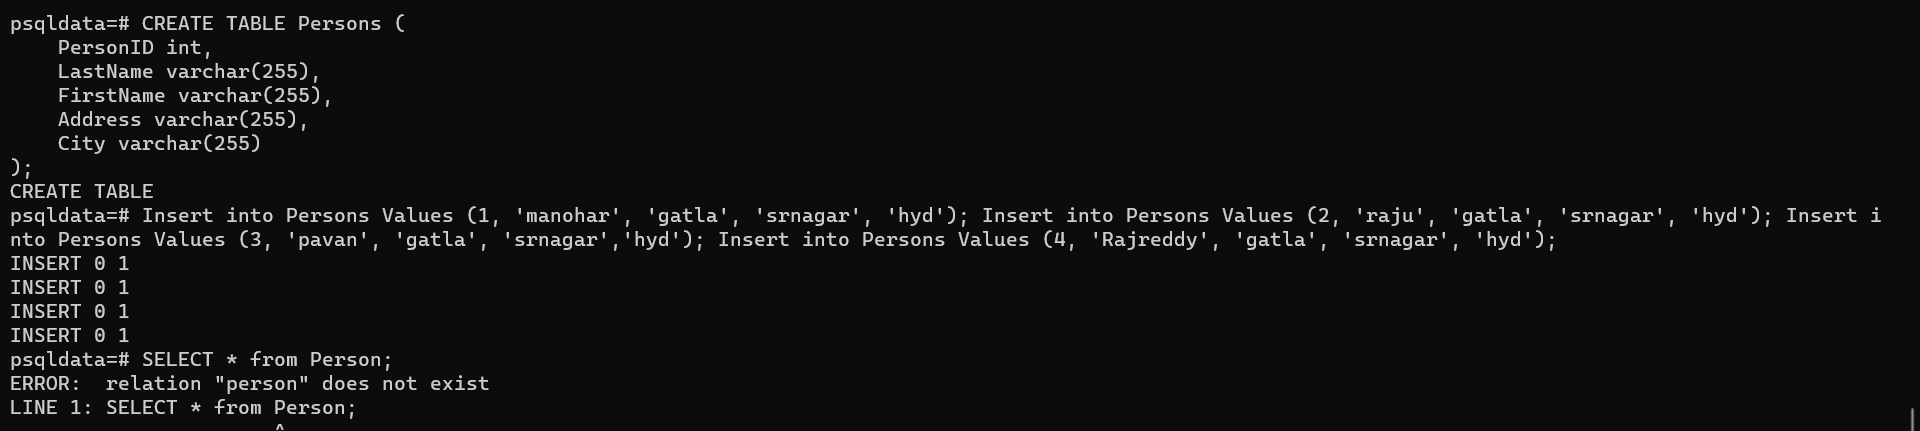 psqldata=# CREATE TABLE Persons (
    PersonID int,
    LastName varchar(255),
    FirstName varchar(255),
    Address varchar(255),
    City varchar(255)
);
CREATE TABLE
psqldata=# Insert into Persons Values (1, 'manohar', 'gatla', 'srnagar', 'hyd'); Insert into Persons Values (2, 'raju', 'gatla', 'srnagar', 'hyd'); Insert i
nto Persons Values (3, 'pavan', 'gatla', 'srnagar','hyd'); Insert into Persons Values (4, 'Rajreddy', 'gatla', 'srnagar', 'hyd');
INSERT 0 1
INSERT 0 1
INSERT 0 1
INSERT 0 1
psqldata=# SELECT * from Person;
ERROR:  relation "person" does not exist
LINE 1: SELECT * from Person;
                      ^